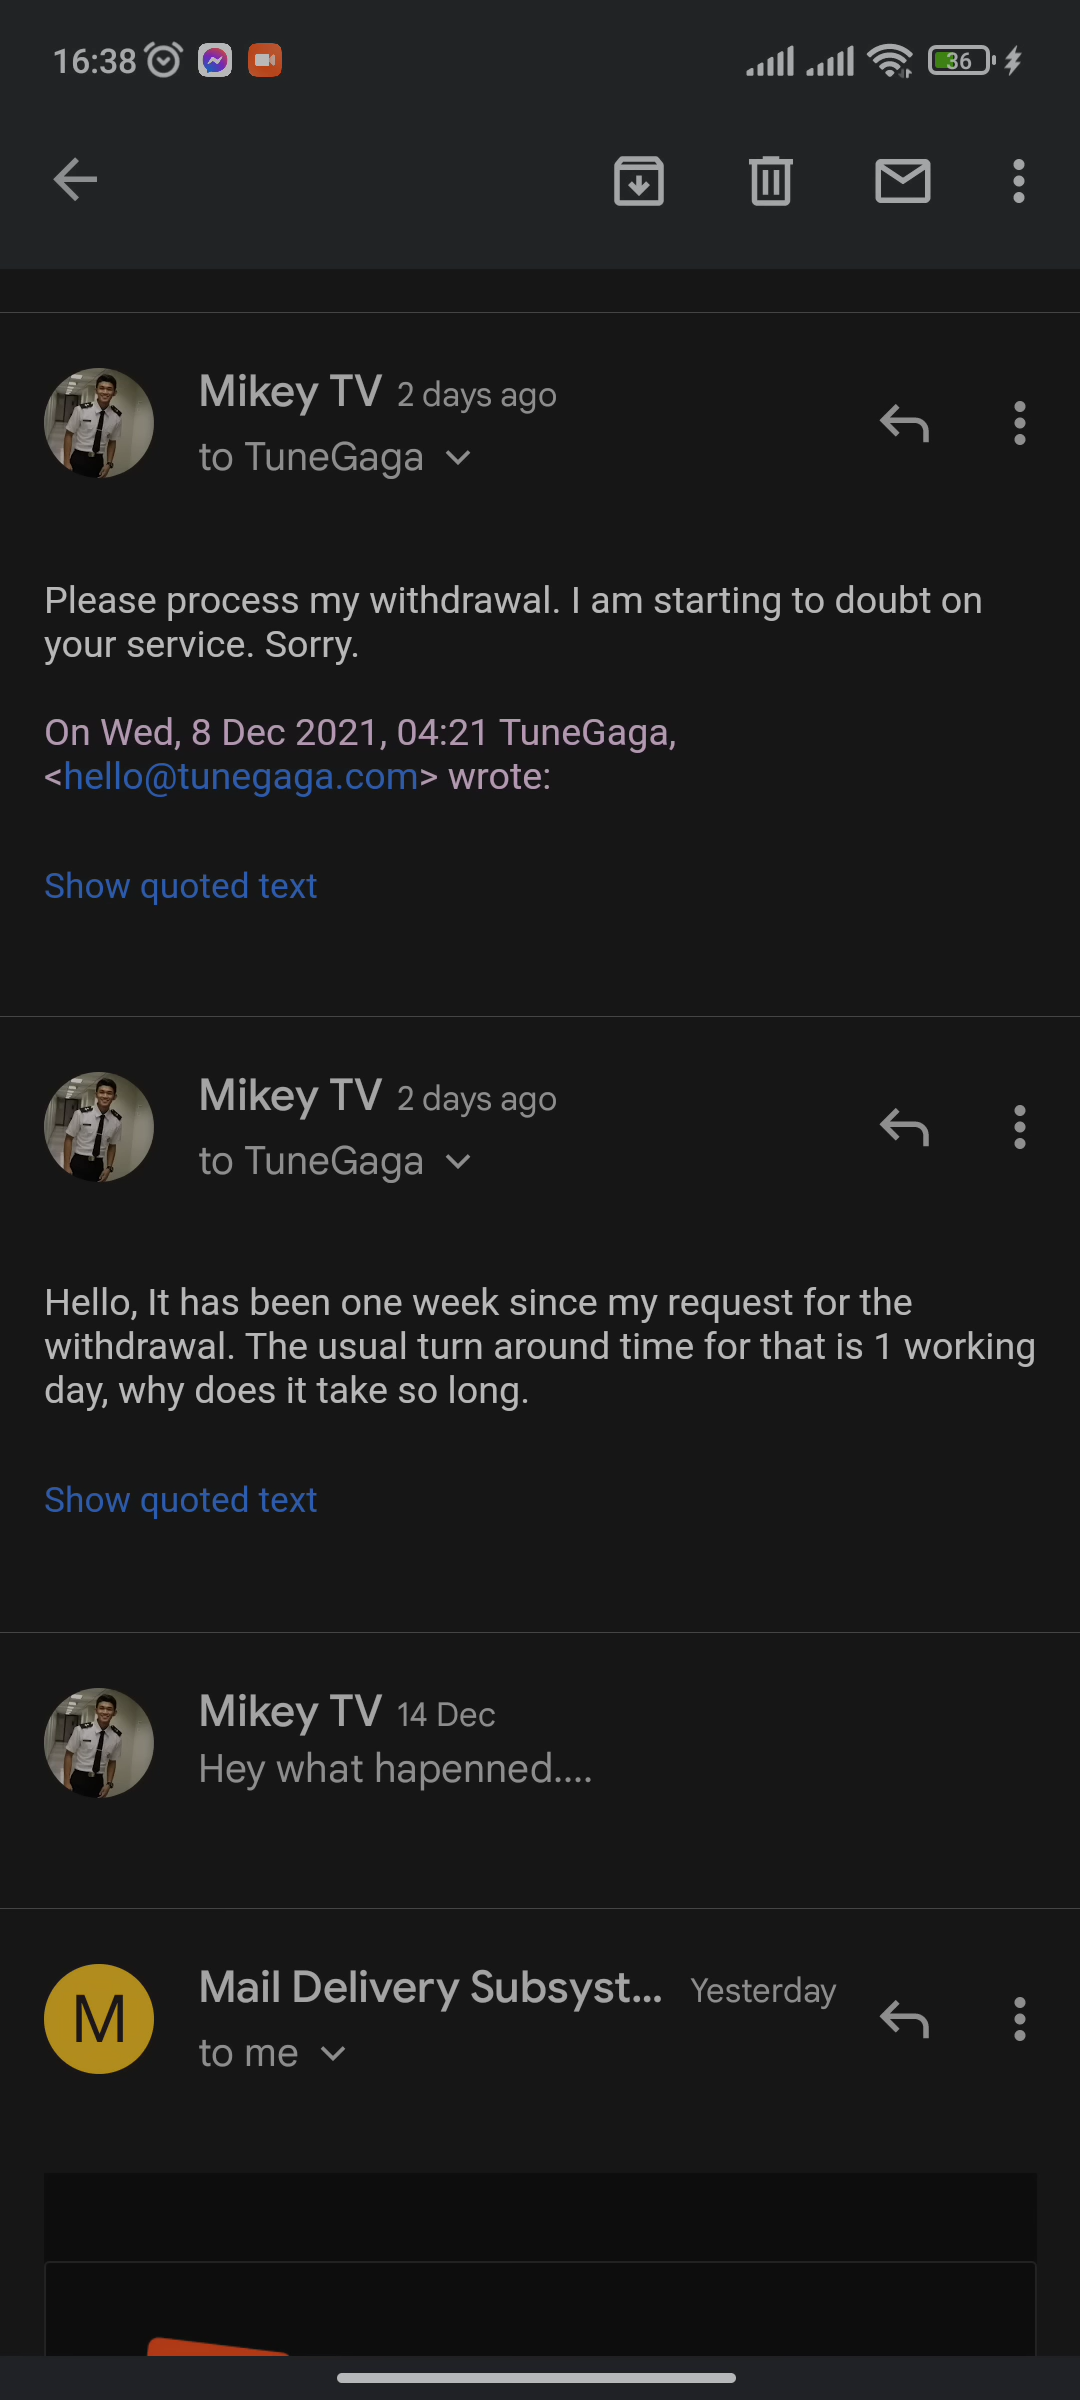 16:38
36
Mikey TV 2 days ago
to TuneGaga
Please process my withdrawal. I am starting to doubt on
your service. Sorry.
On Wed, 8 Dec 2021, 04:21 TuneGaga,
<hello@tunegaga.com> wrote:
Show quoted text
Mikey TV 2 days ago
to TuneGaga
Hello, It has been one week since my request for the
withdrawal. The usual turn around time for that is 1 working
day, why does it take so long.
Show quoted text
Mikey TV 14 Dec
Hey what hapenned....
M
Mail Delivery Subsyst... Yesterday
to me